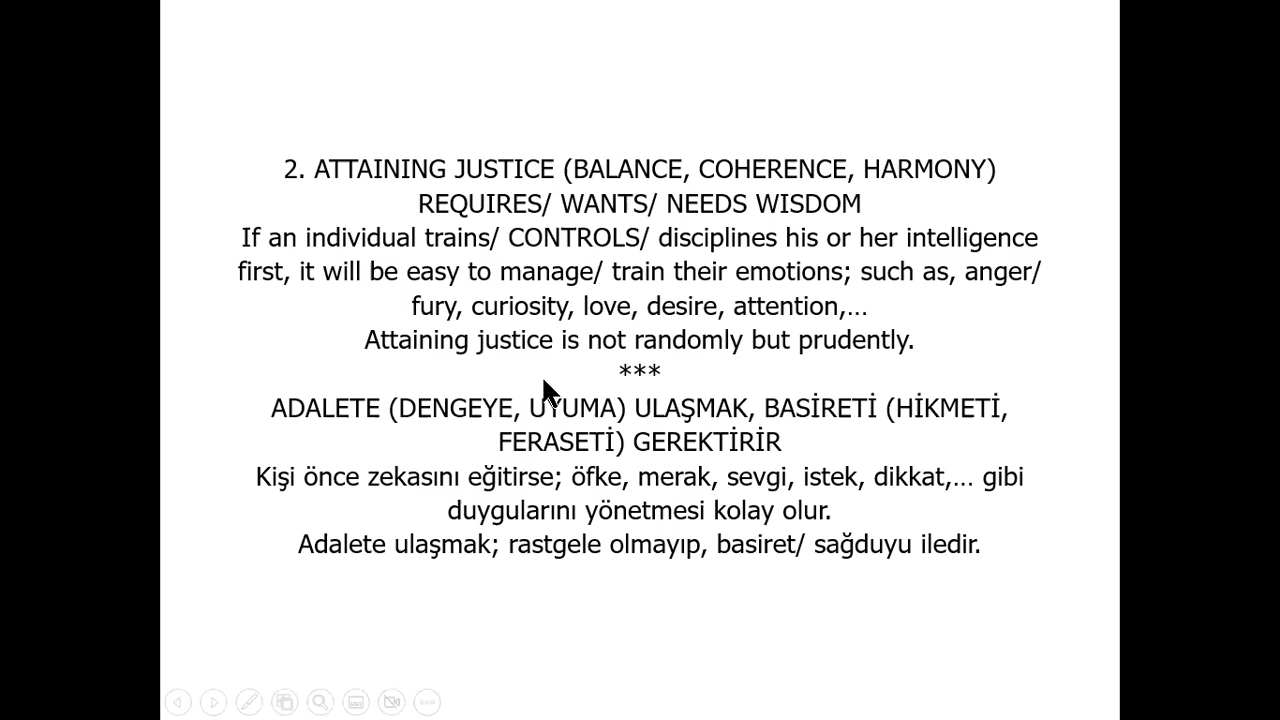 2. ATTAINING JUSTICE (BALANCE, COHERENCE, HARMONY)
REQUIRES/ WANTS/ NEEDS WISDOM
If an individual trains/ CONTROLS/ disciplines his or her intelligence
first, it will be easy to manage/ train their emotions; such as, anger/
fury, curiosity, love, desire, attention,...
Attaining justice is not randomly but prudently.
***
ADALETE (DENGEYE, UYUMA) ULAŞMAK, BASİRETİ (HİKMETİ,
FERASETİ) GEREKTİRİR
Kişi önce zekasını eğitirse; öfke, merak, sevgi, istek, dikkat,... gibi
duygularını yönetmesi kolay olur.
Adalete ulaşmak; rastgele olmayıp, basiret/ sağduyu iledir.